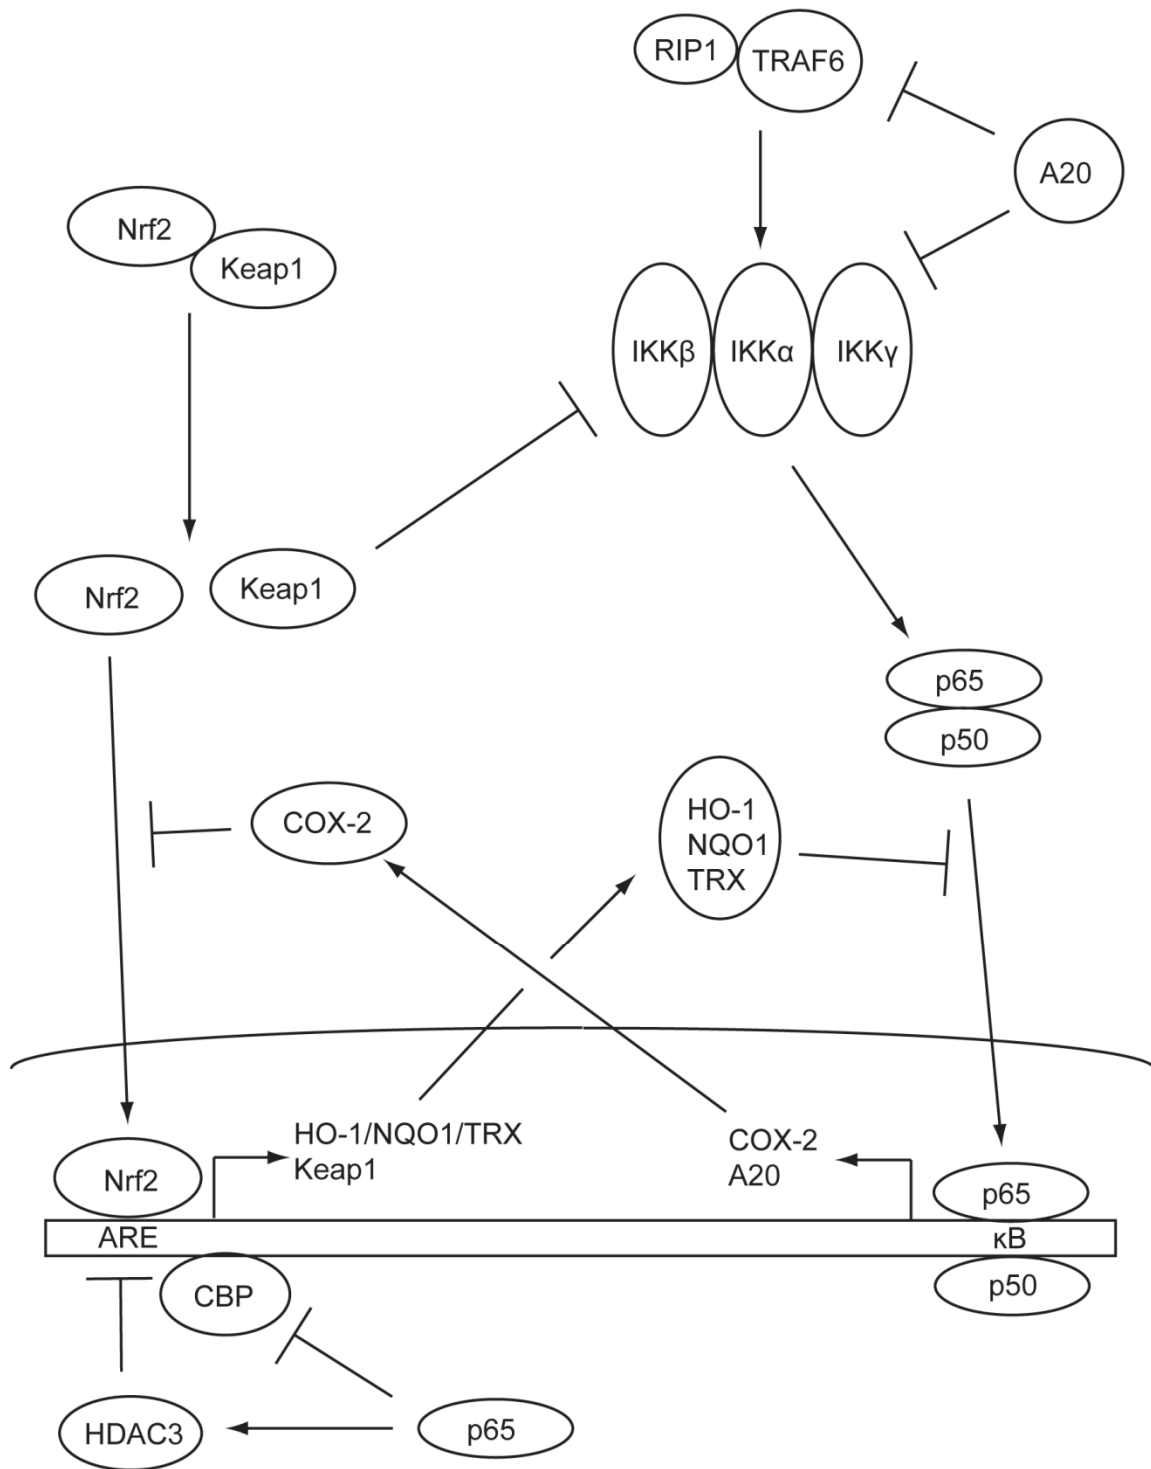 RIP1
TRAF6
A20
Nrf2
Keap1
IKKβ
IKKα
IKKγ
Nrf2
Keap1
p65
p50
COX-2
HO-1
NQO1
TRX
HO-1/NQO1/TRX
Keap1
COX-2
A20
Nrf2
p65
ARE
κB
CBP
p50
HDAC3
p65